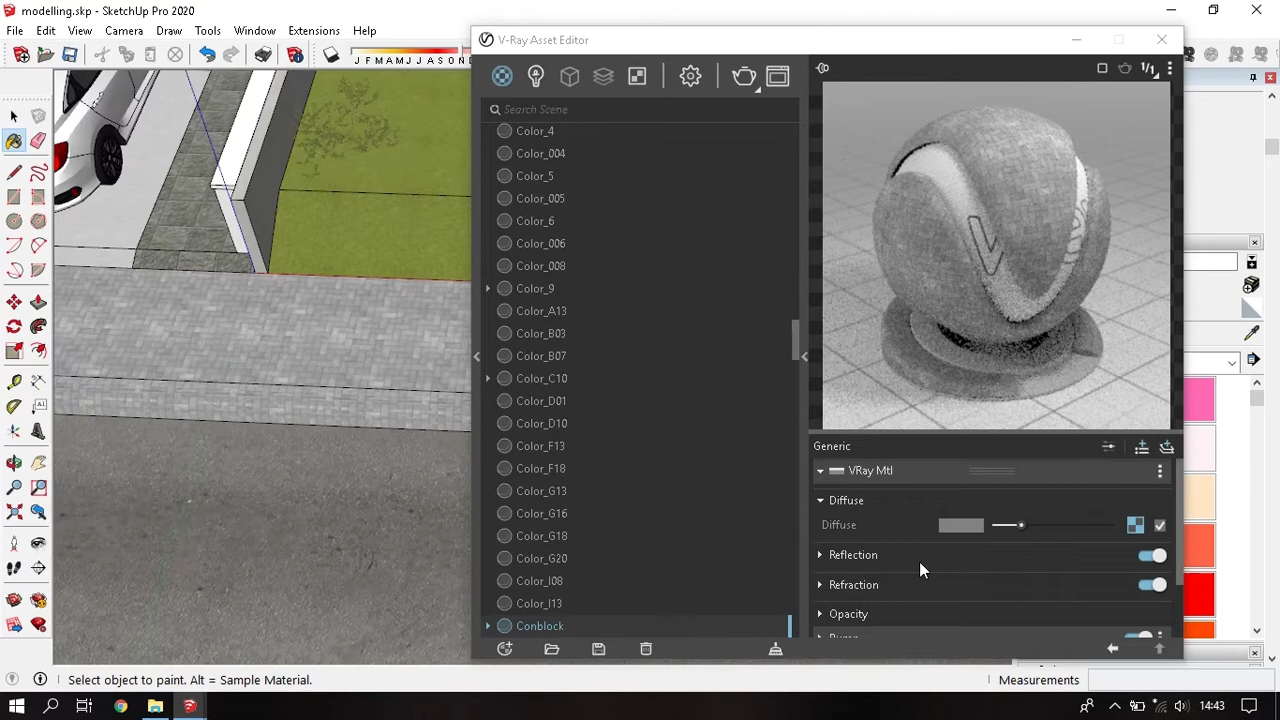 modelling.skp - SketchUp Pro 2020
File Edit View Camera Draw Tools Window Extensions Help
J F M A M J J A S O N D
V-Ray Asset Editor
Search Scene
Color_4
Color_004
Color_5
Color_005
Color_6
Color_006
Color_008
Color_9
Color_A13
Color_B03
Color_B07
Color_C10
Color_D01
Color_D10
Color_F13
Color_F18
Color_G13
Color_G16
Color_G18
Color_G20
Color_I08
Color_I13
Conblock
1/1
Generic
VRay Mtl
Diffuse
Diffuse
Reflection
Refraction
Opacity
Bump
Select object to paint. Alt = Sample Material.
Measurements
14:43